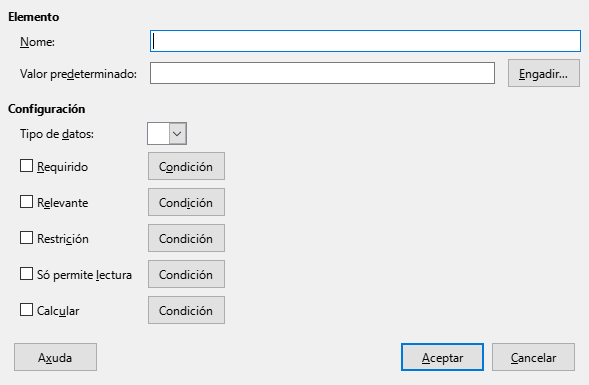 Elemento
Nome:
Valor predeterminado:
Engadir...
Configuración
Tipo de datos:
Requirido
Condición
Relevante
Condición
Restrición
Condición
Só permite lectura
Condición
Calcular
Condición
Axuda
Aceptar
Cancelar